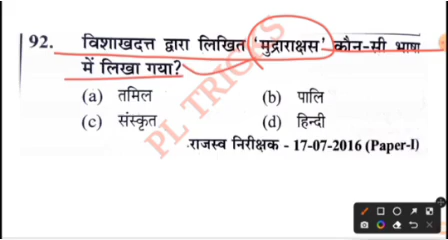 92. विशाखदत्त द्वारा लिखित 'मुद्राराक्षस' कौन-सी भाषा
में लिखा गया?
(a) तमिल (b) पालि
(c) संस्कृत (d) हिन्दी
राजस्व निरीक्षक - 17-07-2016 (Paper-I)
PL TRICKS